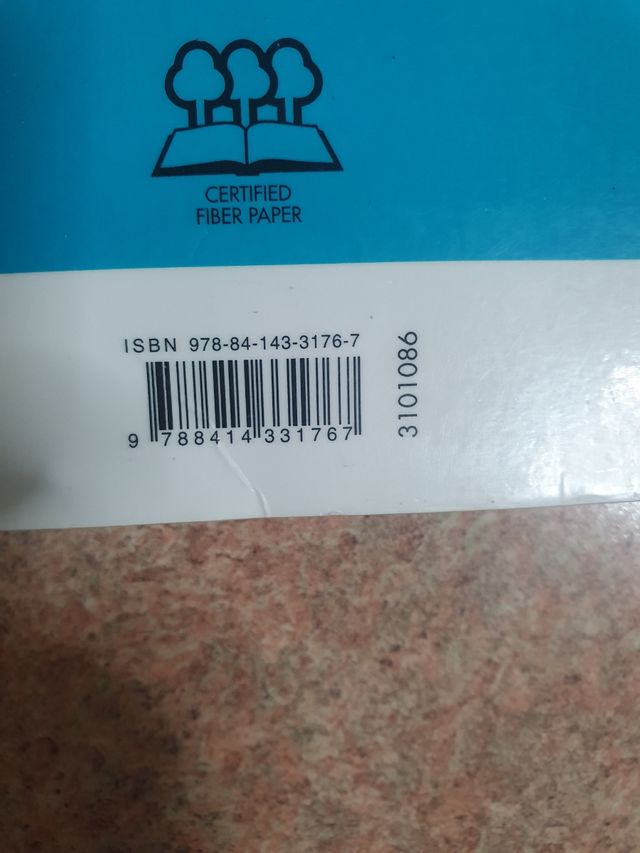 CERTIFIED
FIBER PAPER
ISBN 978-84-143-3176-7
9 788414 331767
3101086